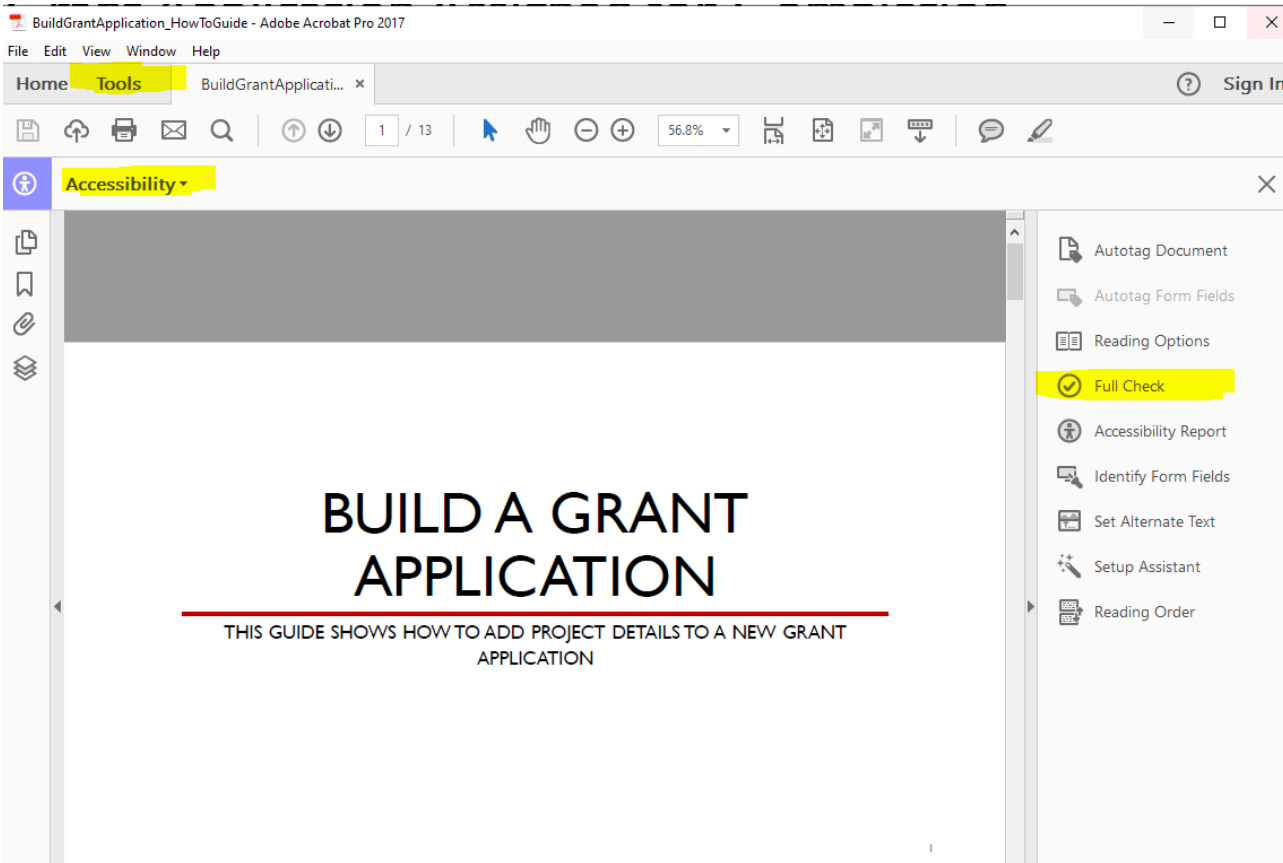 BuildGrantApplication_HowToGuide - Adobe Acrobat Pro 2017
File Edit View Window Help
Home Tools BuildGrantApplicati... × ? Sign In
1 / 13 56.8%
Accessibility
Autotag Document
Autotag Form Fields
Reading Options
Full Check
Accessibility Report
Identify Form Fields
Set Alternate Text
Setup Assistant
Reading Order
BUILD A GRANT
APPLICATION
THIS GUIDE SHOWS HOW TO ADD PROJECT DETAILS TO A NEW GRANT
APPLICATION